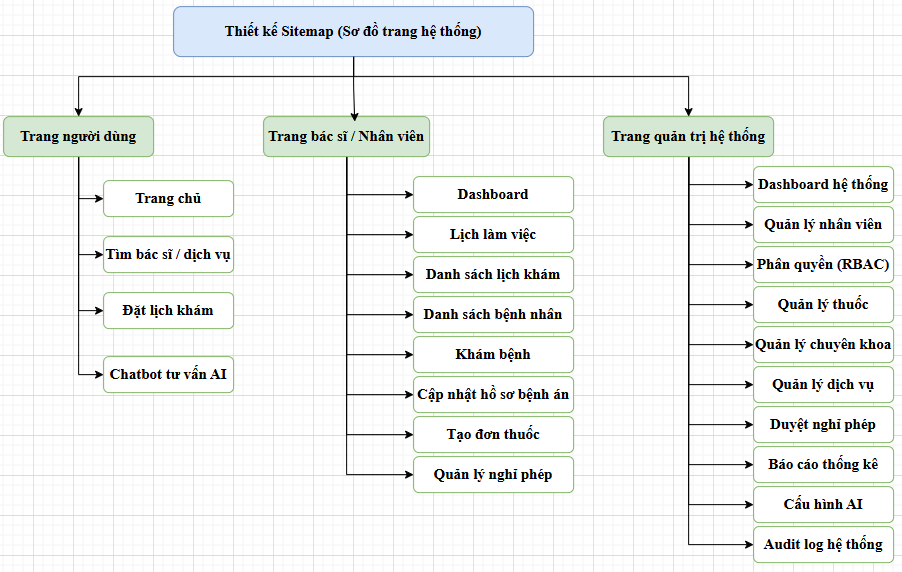 Thiết kế Sitemap (Sơ đồ trang hệ thống)
Trang người dùng
Trang chủ
Tìm bác sĩ / dịch vụ
Đặt lịch khám
Chatbot tư vấn AI
Trang bác sĩ / Nhân viên
Dashboard
Lịch làm việc
Danh sách lịch khám
Danh sách bệnh nhân
Khám bệnh
Cập nhật hồ sơ bệnh án
Tạo đơn thuốc
Quản lý nghỉ phép
Trang quản trị hệ thống
Dashboard hệ thống
Quản lý nhân viên
Phân quyền (RBAC)
Quản lý thuốc
Quản lý chuyên khoa
Quản lý dịch vụ
Duyệt nghỉ phép
Báo cáo thống kê
Cấu hình AI
Audit log hệ thống